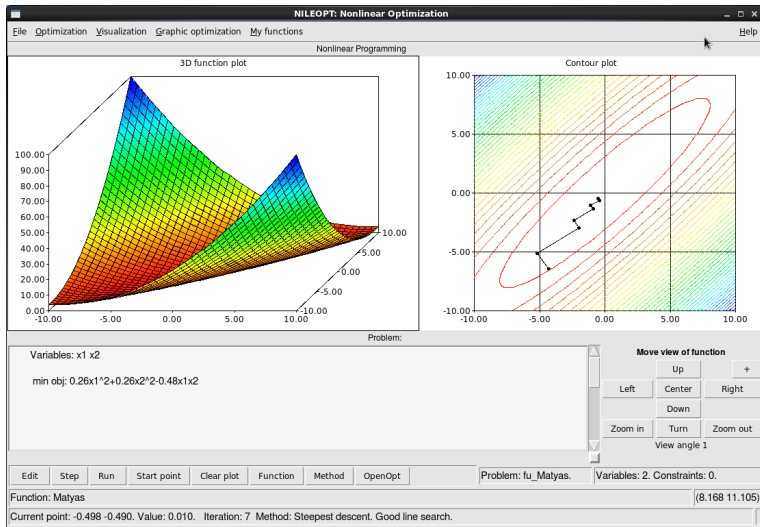 NILEOPT: Nonlinear Optimization
File Optimization Visualization Graphic optimization My functions Help
Nonlinear Programming
3D function plot
100.00
90.00
80.00
70.00
60.00
50.00
40.00
30.00
20.00
10.00
0.00
-10.00 -5.00 0.00 5.00 10.00
10.00
5.00
0.00
-5.00
-10.00
Contour plot
10.00
5.00
0.00
-5.00
-10.00
-10.00 -5.00 0.00 5.00 10.00
Problem:
Variables: x1 x2
min obj: 0.26x1^2+0.26x2^2-0.48x1x2
Move view of function
Up +
Left Center Right
Down
Zoom in Turn Zoom out
View angle 1
Edit Step Run Start point Clear plot Function Method OpenOpt Problem: fu_Matyas. Variables: 2. Constraints: 0.
Function: Matyas (8.168 11.105)
Current point: -0.498 -0.490. Value: 0.010. Iteration: 7 Method: Steepest descent. Good line search.